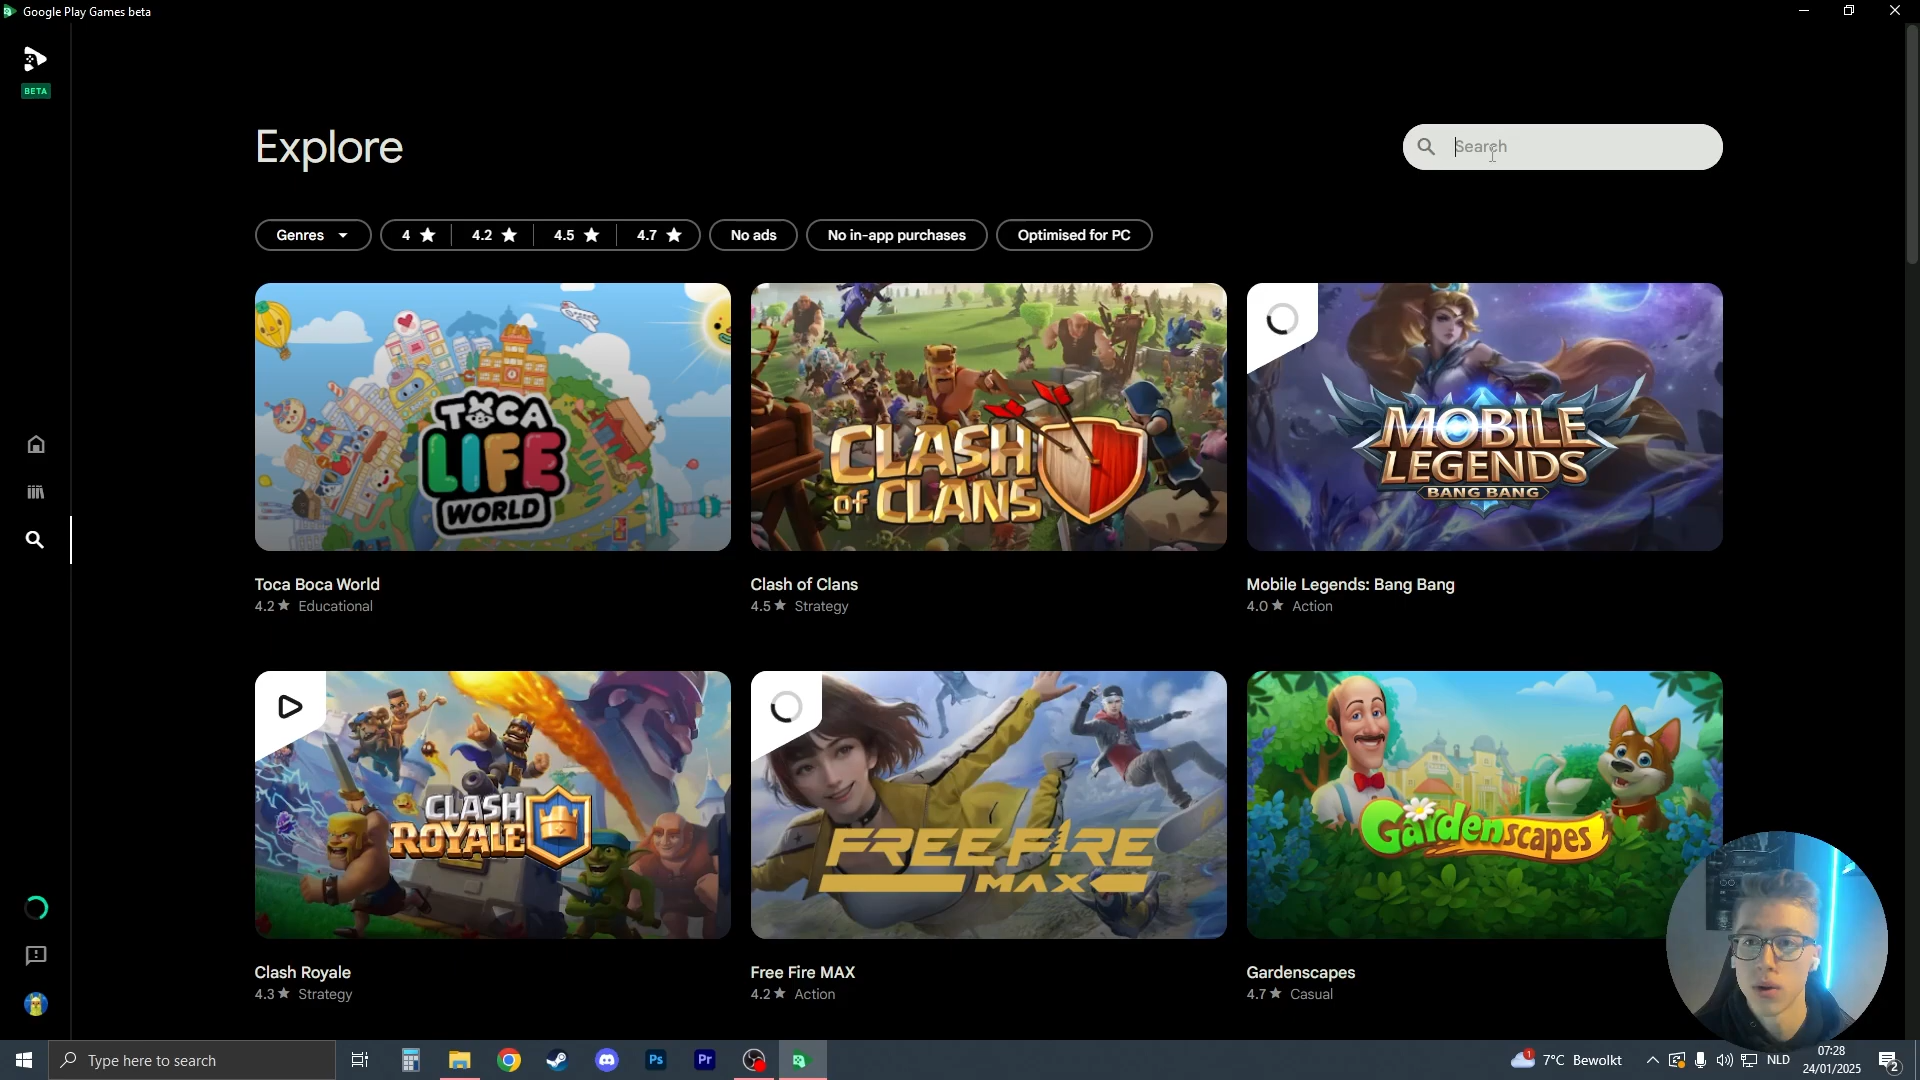 Google Play Games beta
BETA
Explore
Search
Genres
4
4.2
4.5
4.7
No ads
No in-app purchases
Optimised for PC
TOCA
LIFE
WORLD
CLASH
OF CLANS
MOBILE
LEGENDS
BANG BANG
Toca Boca World
4.2 ★ Educational
Clash of Clans
4.5 ★ Strategy
Mobile Legends: Bang Bang
4.0 ★ Action
CLASH
ROYALE
FREE FIRE
MAX
Gardenscapes
Clash Royale
4.3 ★ Strategy
Free Fire MAX
4.2 ★ Action
Gardenscapes
4.7 ★ Casual
Type here to search
Ps
Pr
1
7°C Bewolkt
NLD
07:28
24/01/2025
2